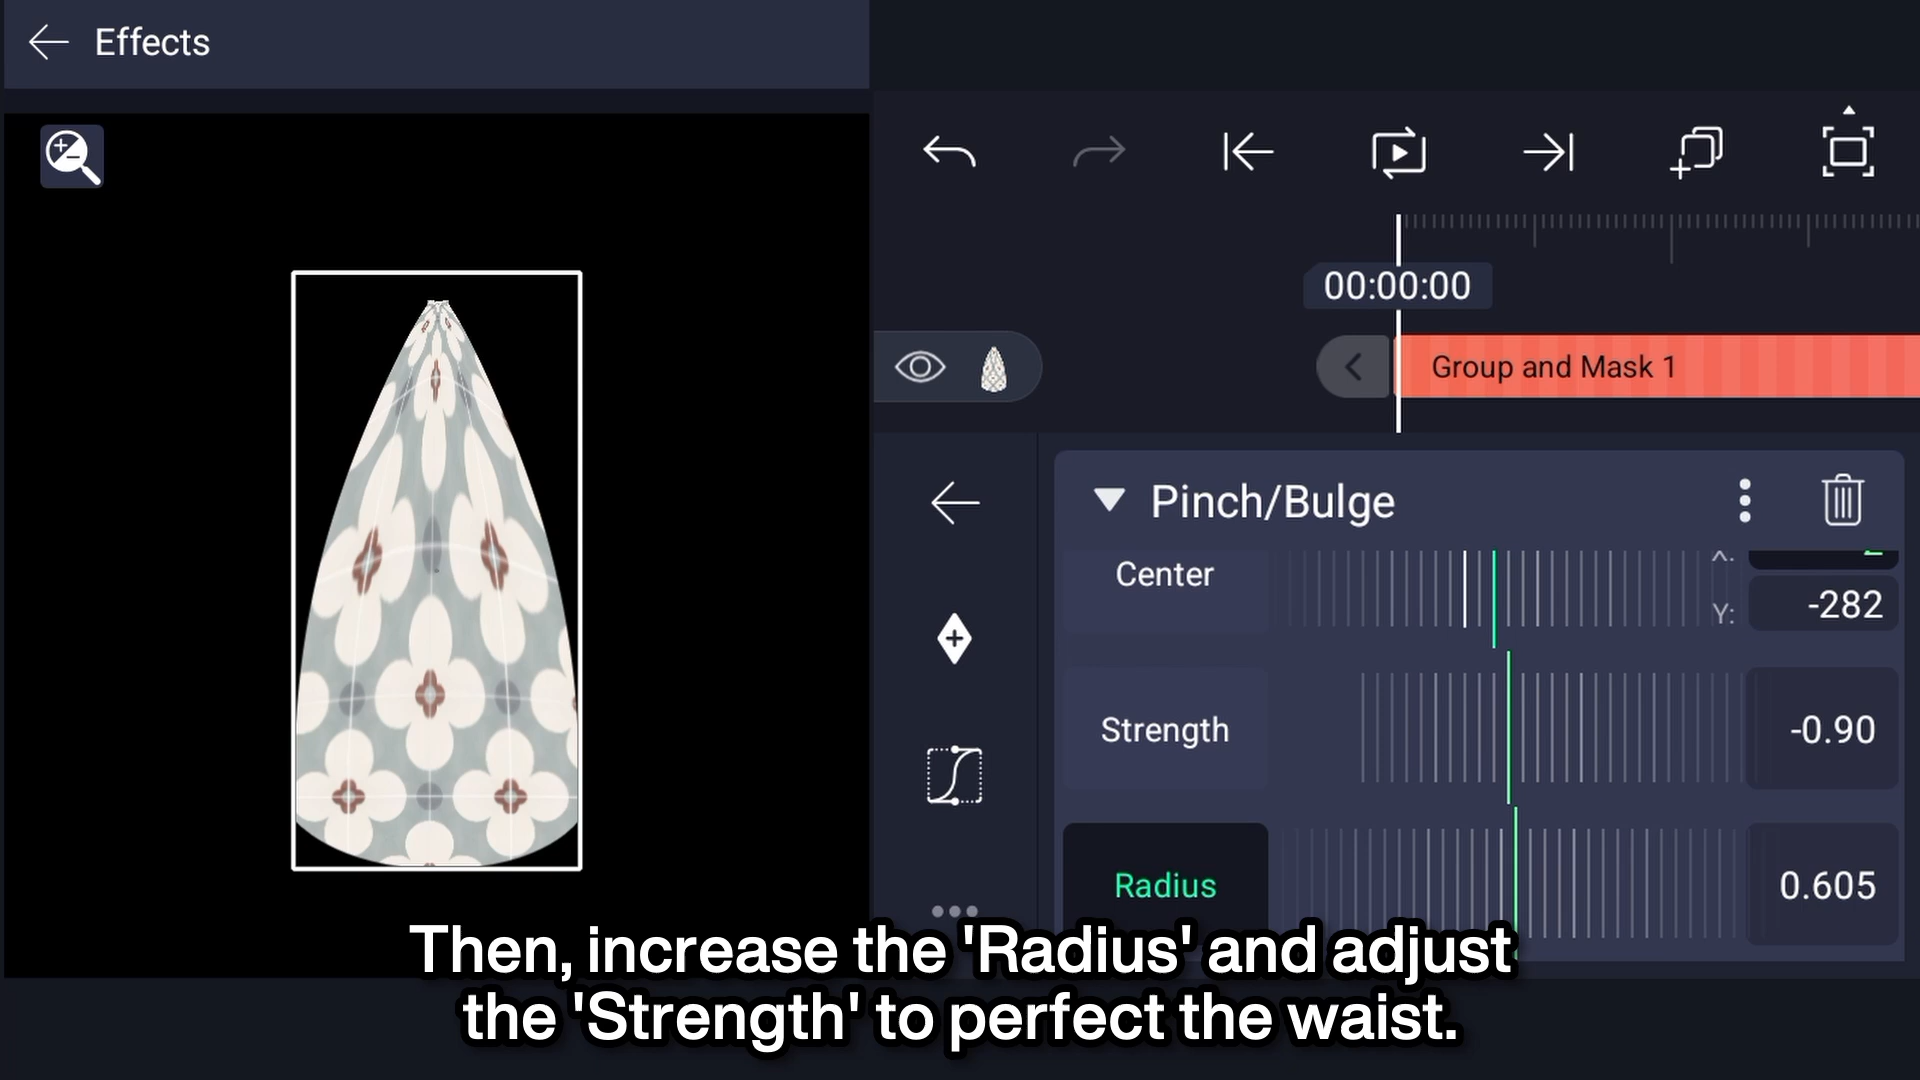 Effects
00:00:00
Group and Mask 1
Pinch/Bulge
Center
Y:
-282
Strength
-0.90
Radius
0.605
Then, increase the 'Radius' and adjust
the 'Strength' to perfect the waist.